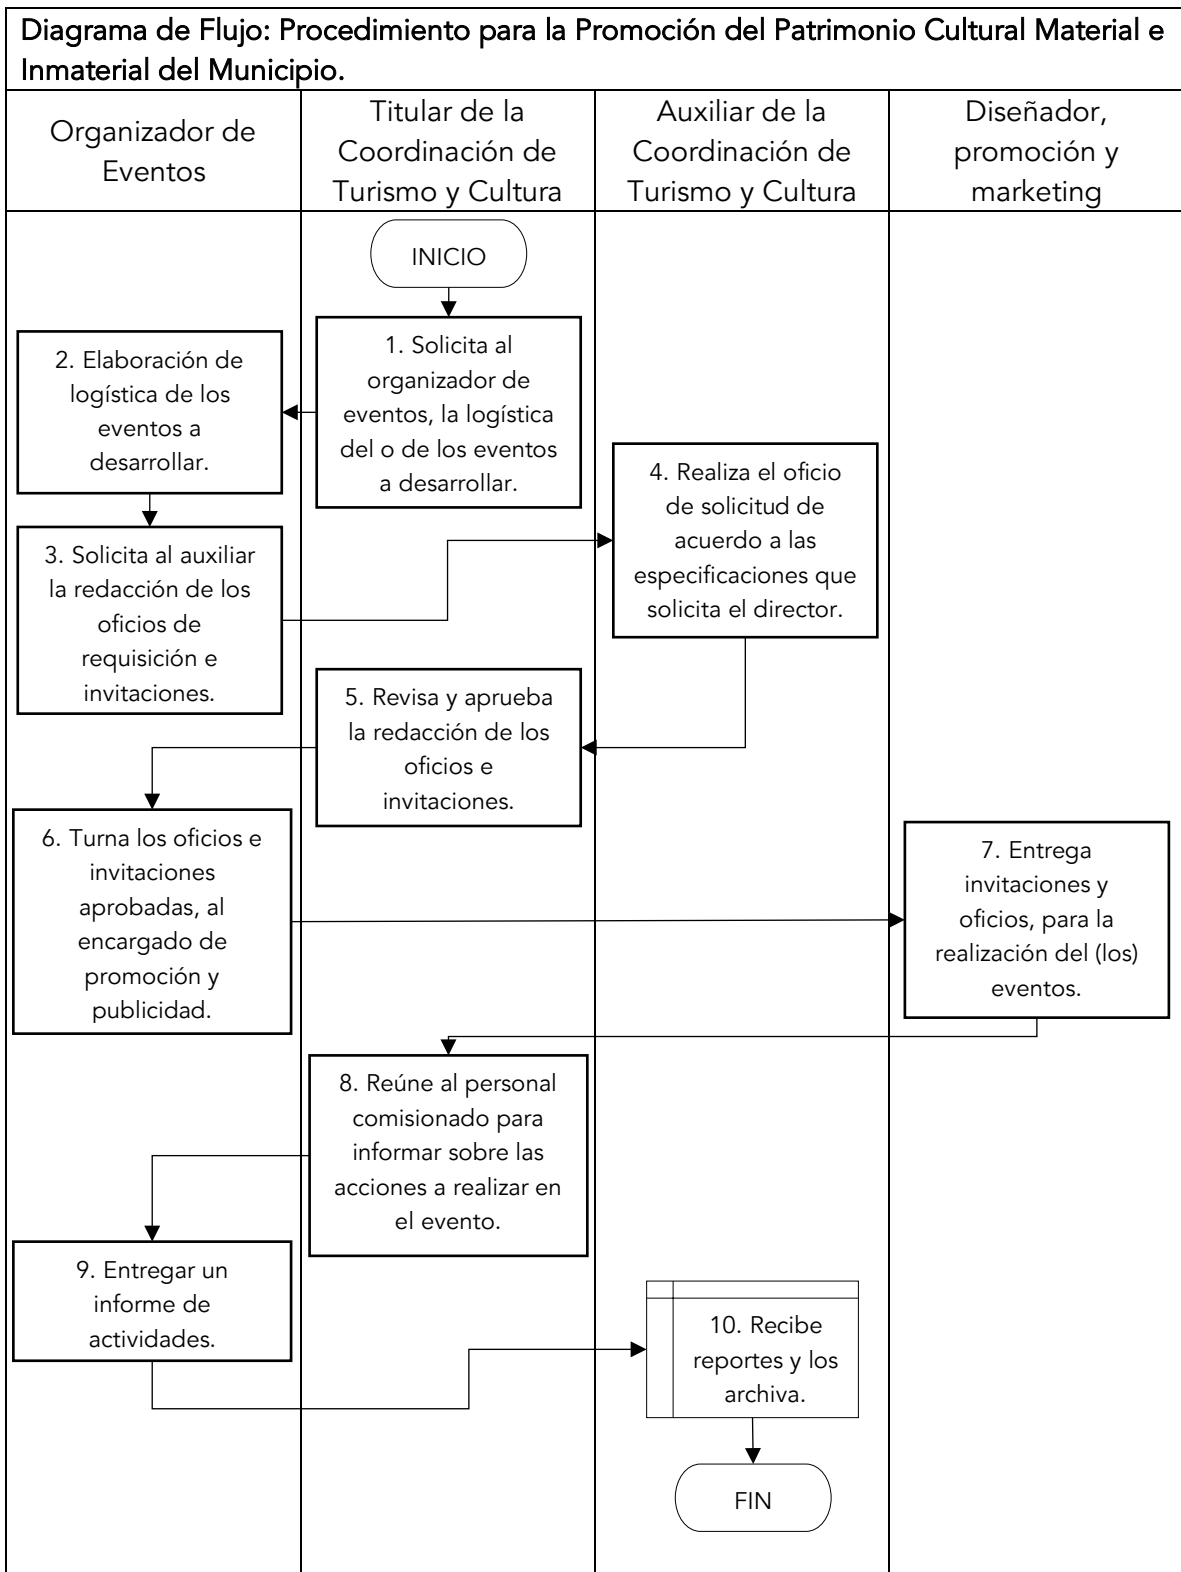 Diagrama de Flujo: Procedimiento para la Promoción del Patrimonio Cultural Material e
Inmaterial del Municipio.
Organizador de
Eventos
Titular de la
Coordinación de
Turismo y Cultura
Auxiliar de la
Coordinación de
Turismo y Cultura
Diseñador,
promoción y
marketing
INICIO
1. Solicita al
organizador de
eventos, la logística
del o de los eventos
a desarrollar.
2. Elaboración de
logística de los
eventos a
desarrollar.
3. Solicita al auxiliar
la redacción de los
oficios de
requisición e
invitaciones.
4. Realiza el oficio
de solicitud de
acuerdo a las
especificaciones que
solicita el director.
5. Revisa y aprueba
la redacción de los
oficios e
invitaciones.
6. Turna los oficios e
invitaciones
aprobadas, al
encargado de
promoción y
publicidad.
7. Entrega
invitaciones y
oficios, para la
realización del (los)
eventos.
8. Reúne al personal
comisionado para
informar sobre las
acciones a realizar en
el evento.
9. Entregar un
informe de
actividades.
10. Recibe
reportes y los
archiva.
FIN